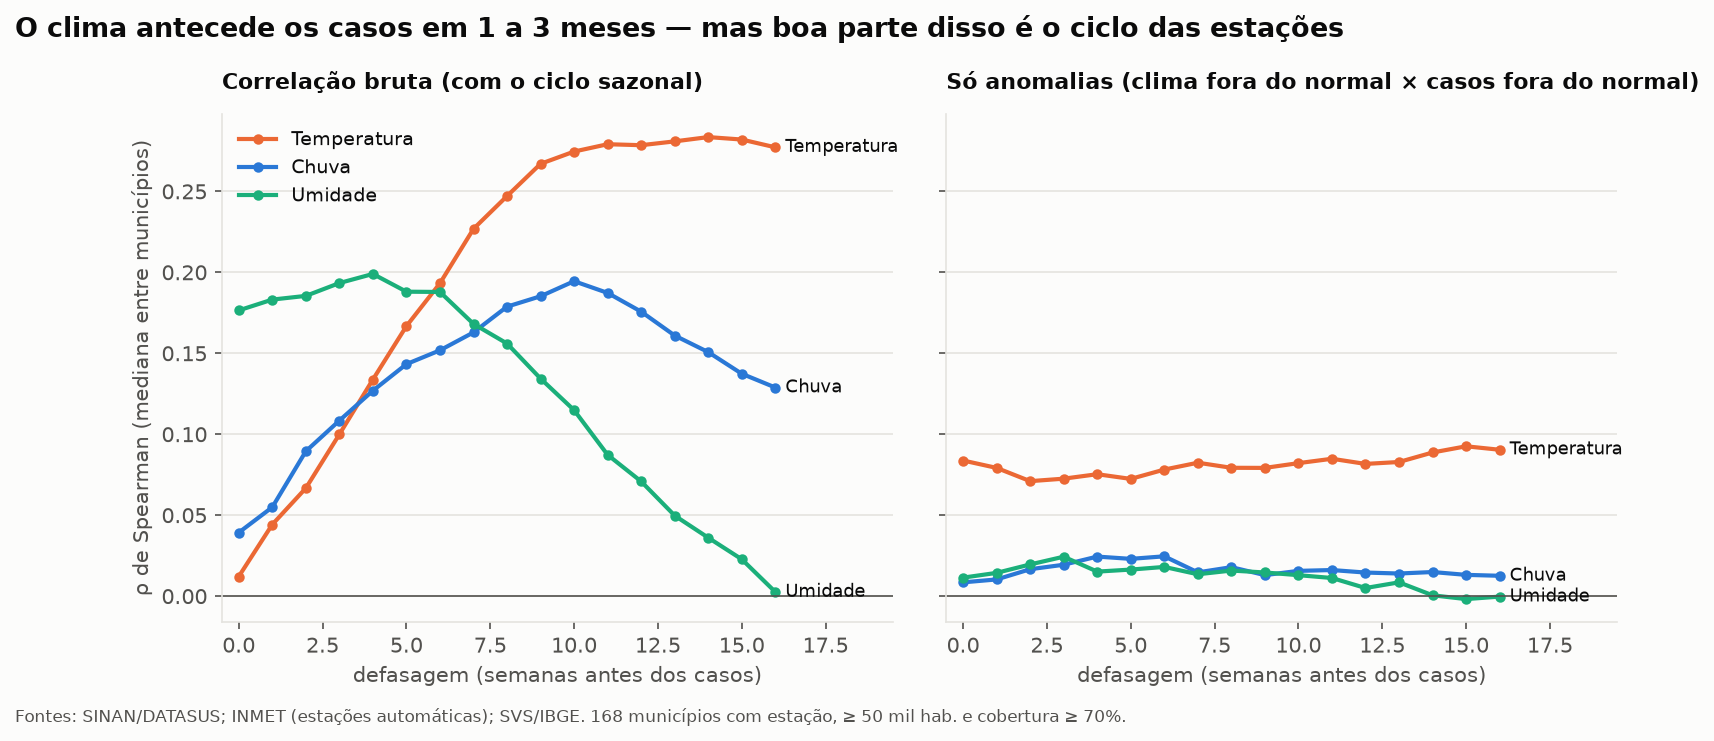 O clima antecede os casos em 1 a 3 meses — mas boa parte disso é o ciclo das estações
Correlação bruta (com o ciclo sazonal)
Temperatura
Chuva
Umidade
Temperatura
Chuva
Umidade
ρ de Spearman (mediana entre municípios)
0.25
0.20
0.15
0.10
0.05
0.00
0.0 2.5 5.0 7.5 10.0 12.5 15.0 17.5
defasagem (semanas antes dos casos)
Só anomalias (clima fora do normal × casos fora do normal)
Temperatura
Chuva
Umidade
0.0 2.5 5.0 7.5 10.0 12.5 15.0 17.5
defasagem (semanas antes dos casos)
Fontes: SINAN/DATASUS; INMET (estações automáticas); SVS/IBGE. 168 municípios com estação, ≥ 50 mil hab. e cobertura ≥ 70%.